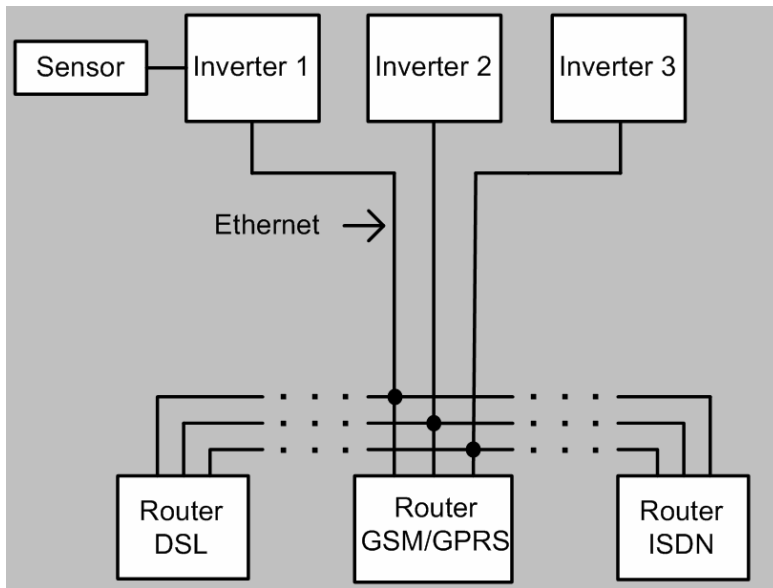 Sensor
Inverter 1
Inverter 2
Inverter 3
Ethernet
Router
DSL
Router
GSM/GPRS
Router
ISDN